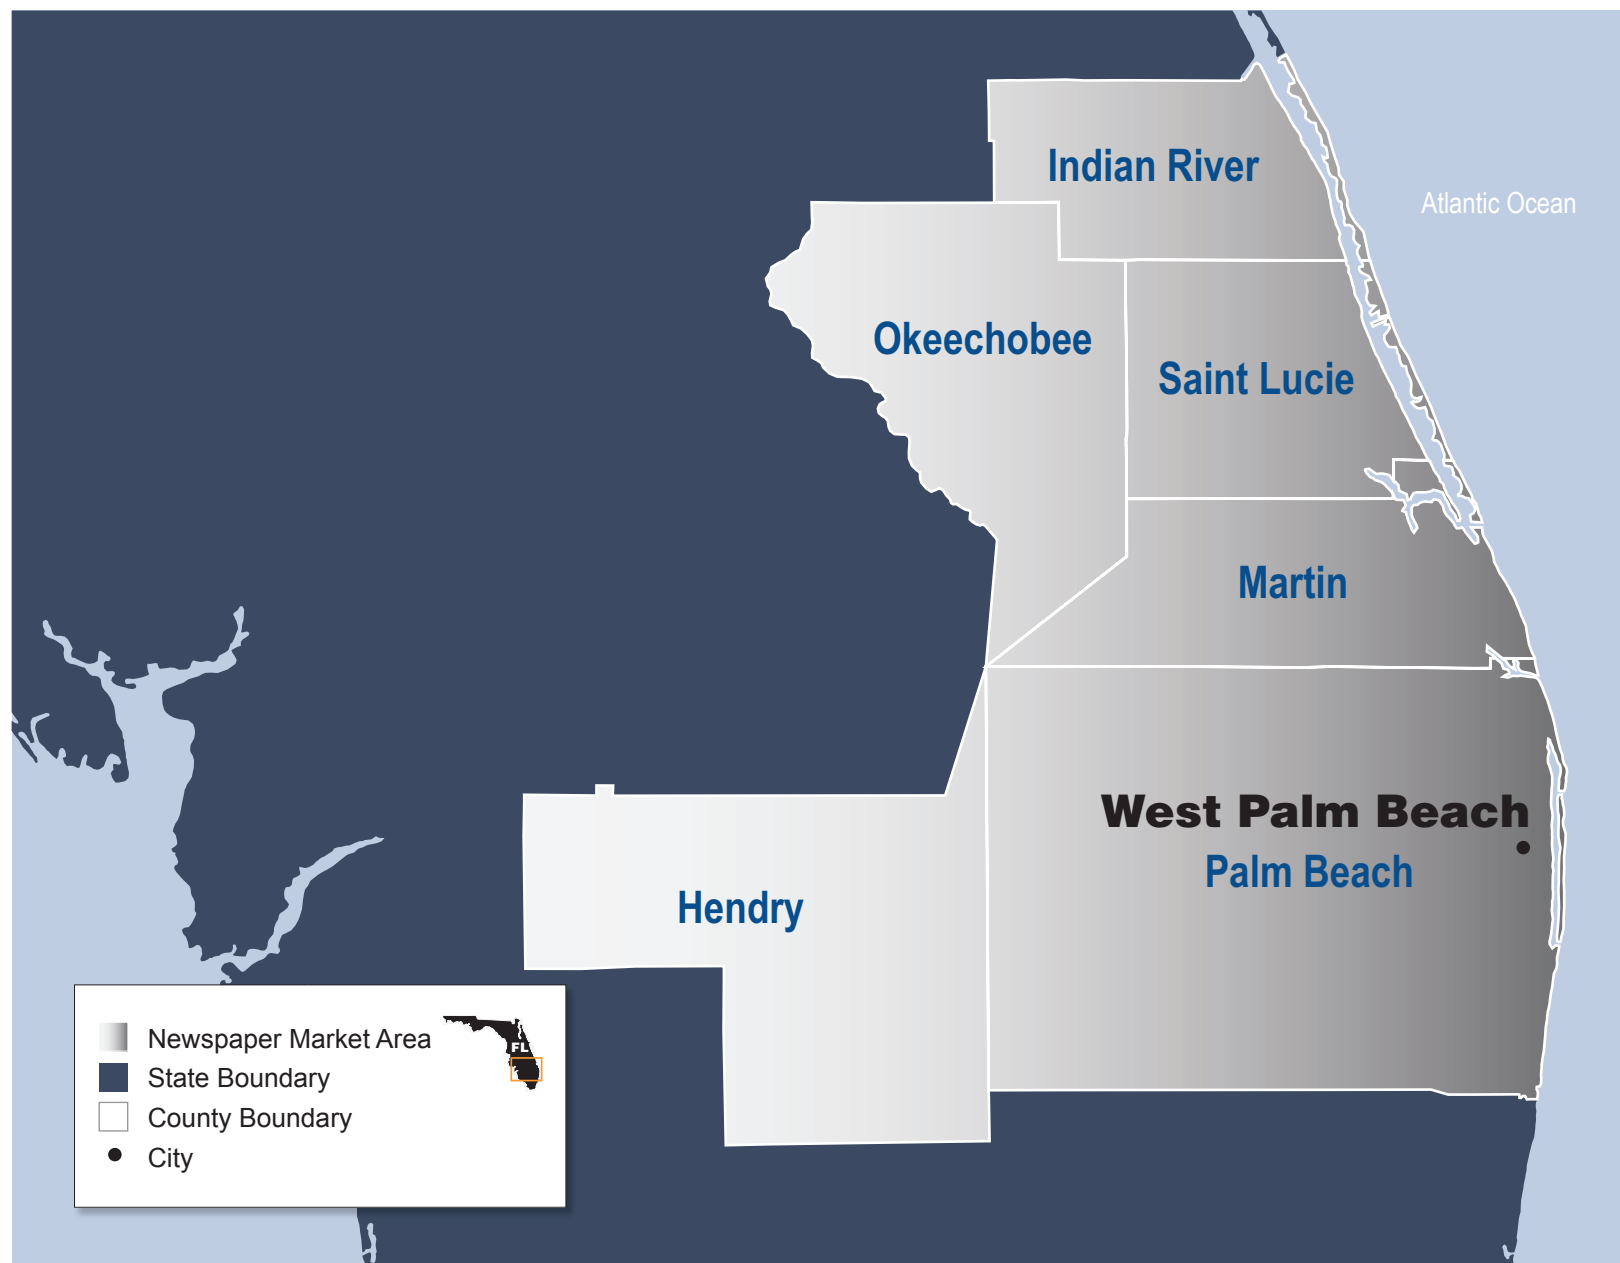 Indian River
Atlantic Ocean
Okeechobee
Saint Lucie
Martin
West Palm Beach
Palm Beach
Hendry
Newspaper Market Area
FL
State Boundary
County Boundary
City